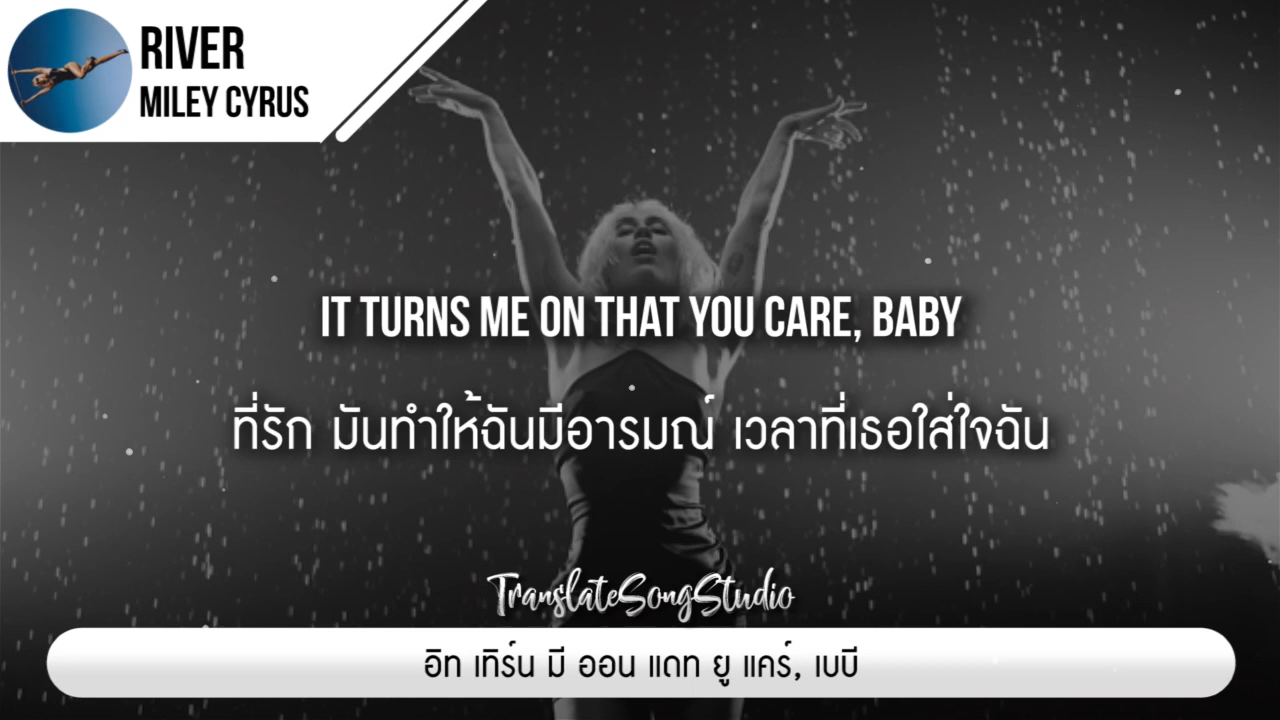 RIVER
MILEY CYRUS
IT TURNS ME ON THAT YOU CARE, BABY
ที่รัก มันทำให้ฉันมีอารมณ์ เวลาที่เธอใส่ใจฉัน
TranslateSongStudio
อิท เทิร์น มี ออน แดท ยู แคร์, เบบี